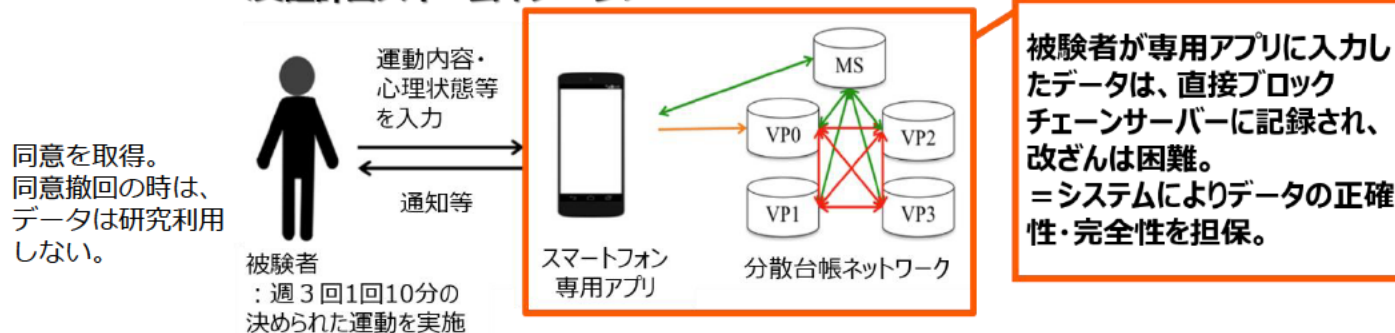 同意を取得。
同意撤回の時は、
データは研究利用
しない。
運動内容・
心理状態等
を入力
通知等
被験者
：週３回1回10分の
決められた運動を実施
スマートフォン
専用アプリ
MS
VP0
VP2
VP1
VP3
分散台帳ネットワーク
被験者が専用アプリに入力し
たデータは、直接ブロック
チェーンサーバーに記録され、
改ざんは困難。
＝システムによりデータの正確
性・完全性を担保。